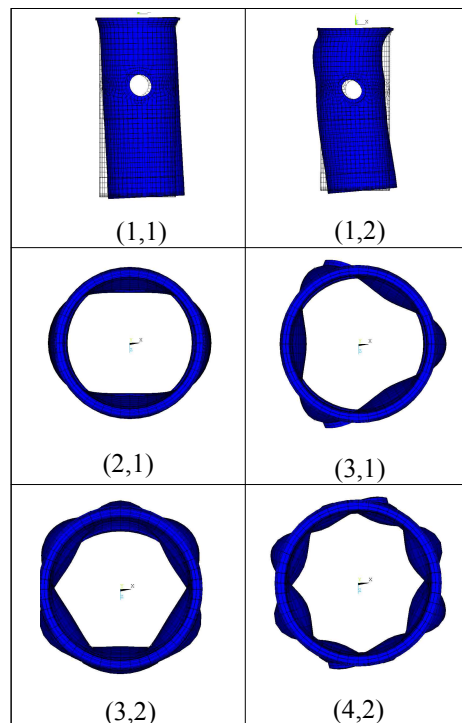 X
(1,1)
(1,2)
X
X
(2,1)
(3,1)
X
X
(3,2)
(4,2)